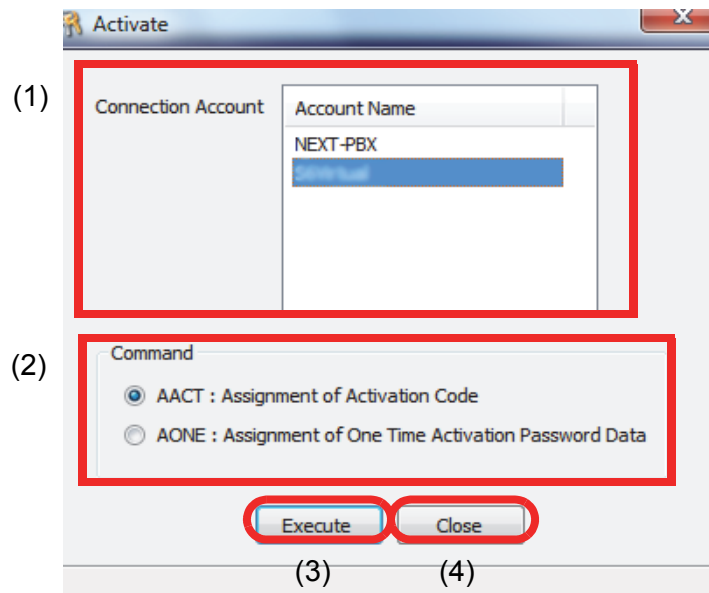 Activate
X
(1)
Connection Account
Account Name
NEXT-PBX
(2)
Command
AACT : Assignment of Activation Code
AONE : Assignment of One Time Activation Password Data
Execute Close
(3) (4)